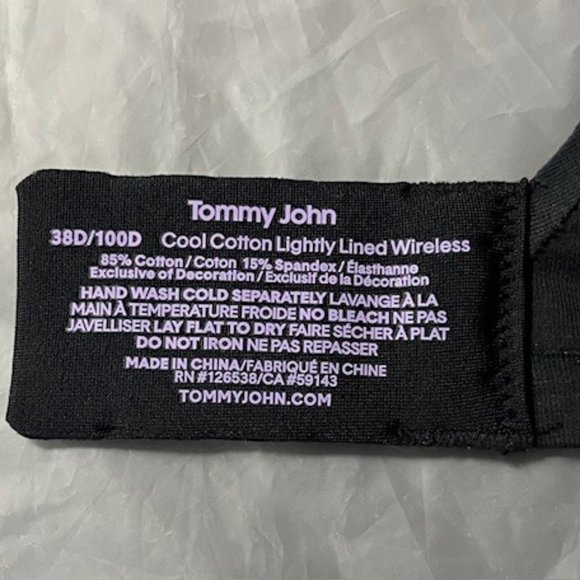 Tommy John
38D/100D Cool Cotton Lightly Lined Wireless
85% Cotton/Coton 15% Spandex/Élasthanne
Exclusive of Decoration/Exclusif de la Décoration
HAND WASH COLD SEPARATELY LAVANGE À LA
MAIN À TEMPÉRATURE FROIDE NO BLEACH NE PAS
JAVELLISER LAY FLAT TO DRY FAIRE SÉCHER À PLAT
DO NOT IRON NE PAS REPASSER
MADE IN CHINA/FABRIQUÉ EN CHINE
RN #126538/CA #59143
TOMMYJOHN.COM